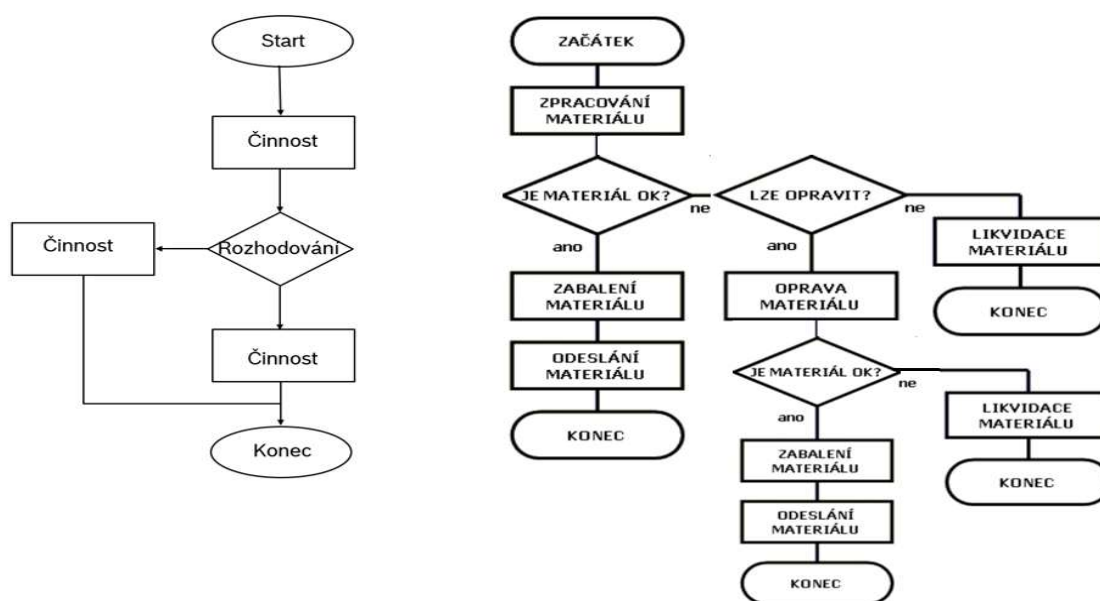 Start
Činnost
Rozhodování
Činnost
Činnost
Konec
ZAČÁTEK
ZPRACOVÁNÍ
MATERIÁLU
JE MATERIÁL OK?
ne
ano
ZABALENÍ
MATERIÁLU
ODESLÁNÍ
MATERIÁLU
KONEC
LZE OPRAVIT?
ne
ano
LIKVIDACE
MATERIÁLU
KONEC
OPRAVA
MATERIÁLU
JE MATERIÁL OK?
ne
ano
LIKVIDACE
MATERIÁLU
KONEC
ZABALENÍ
MATERIÁLU
ODESLÁNÍ
MATERIÁLU
KONEC